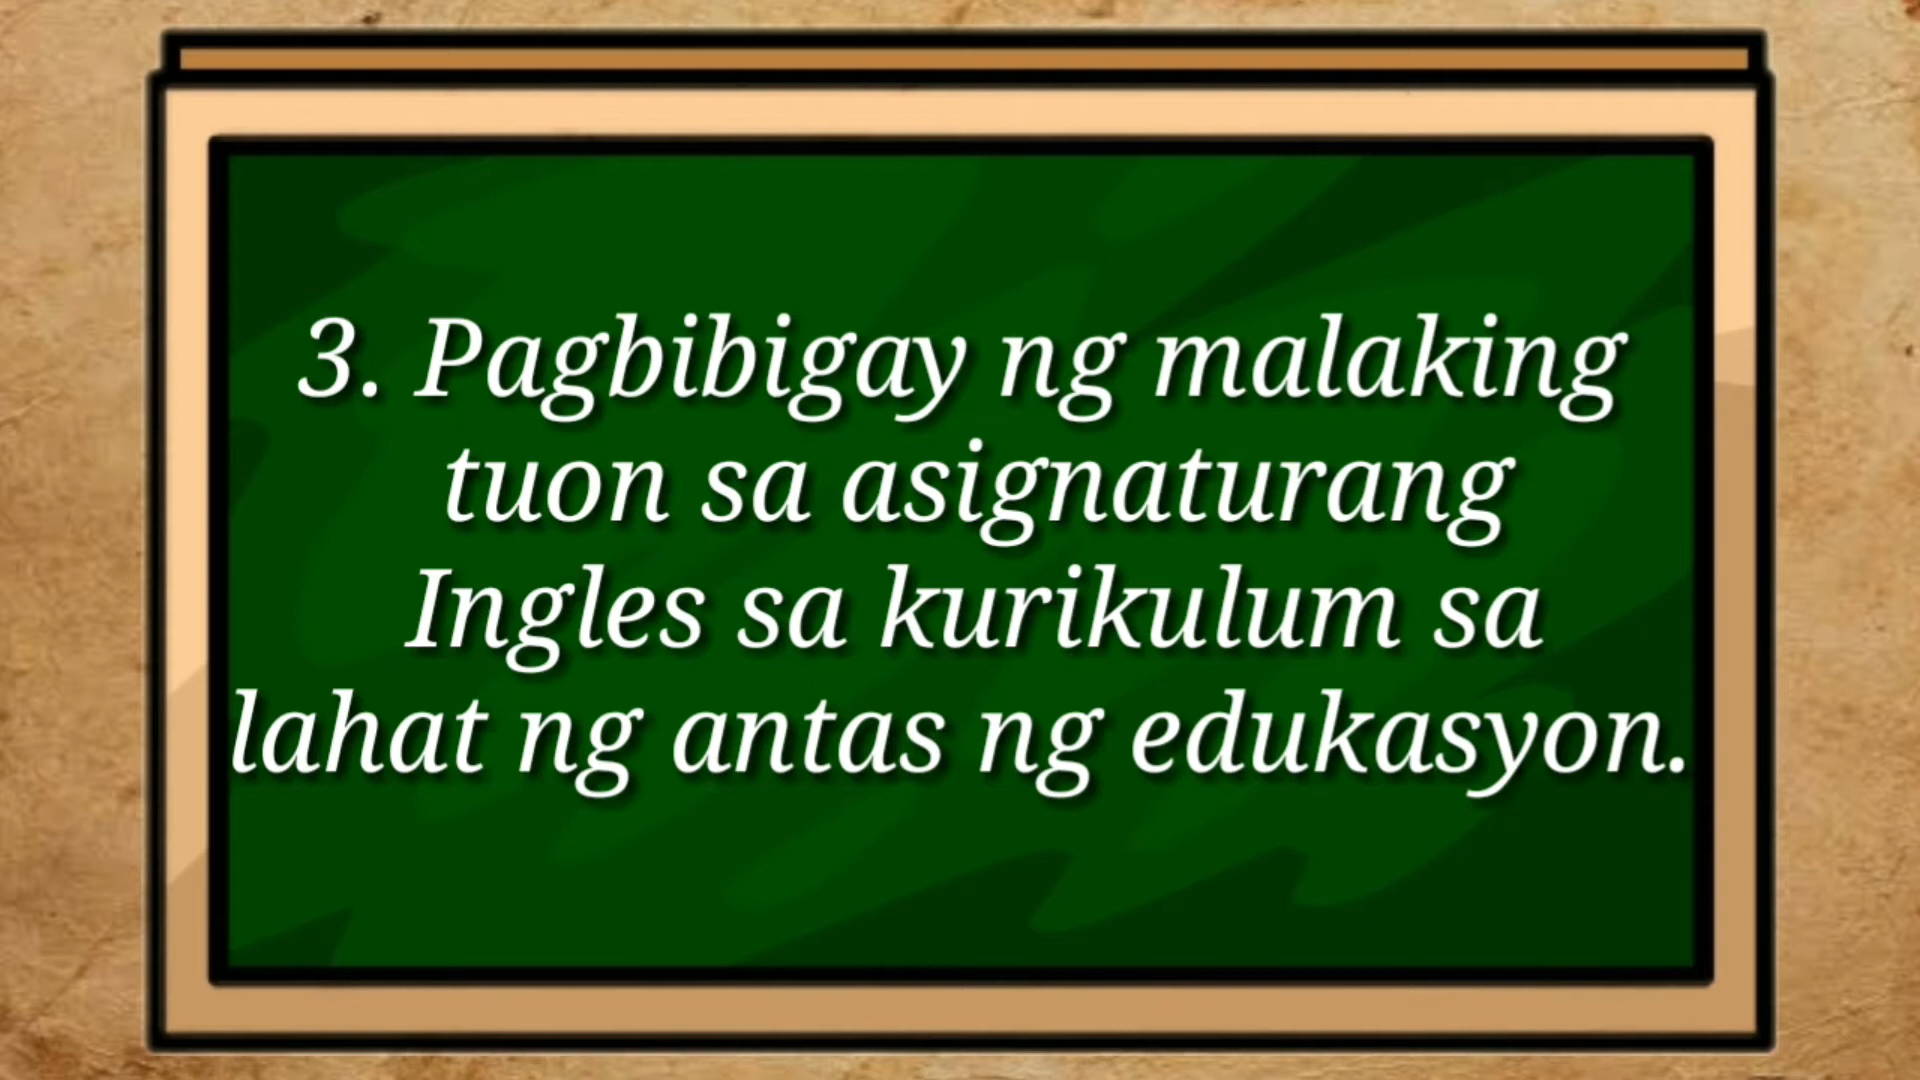 3. Pagbibigay ng malaking
tuon sa asignaturang
Ingles sa kurikulum sa
lahat ng antas ng edukasyon.